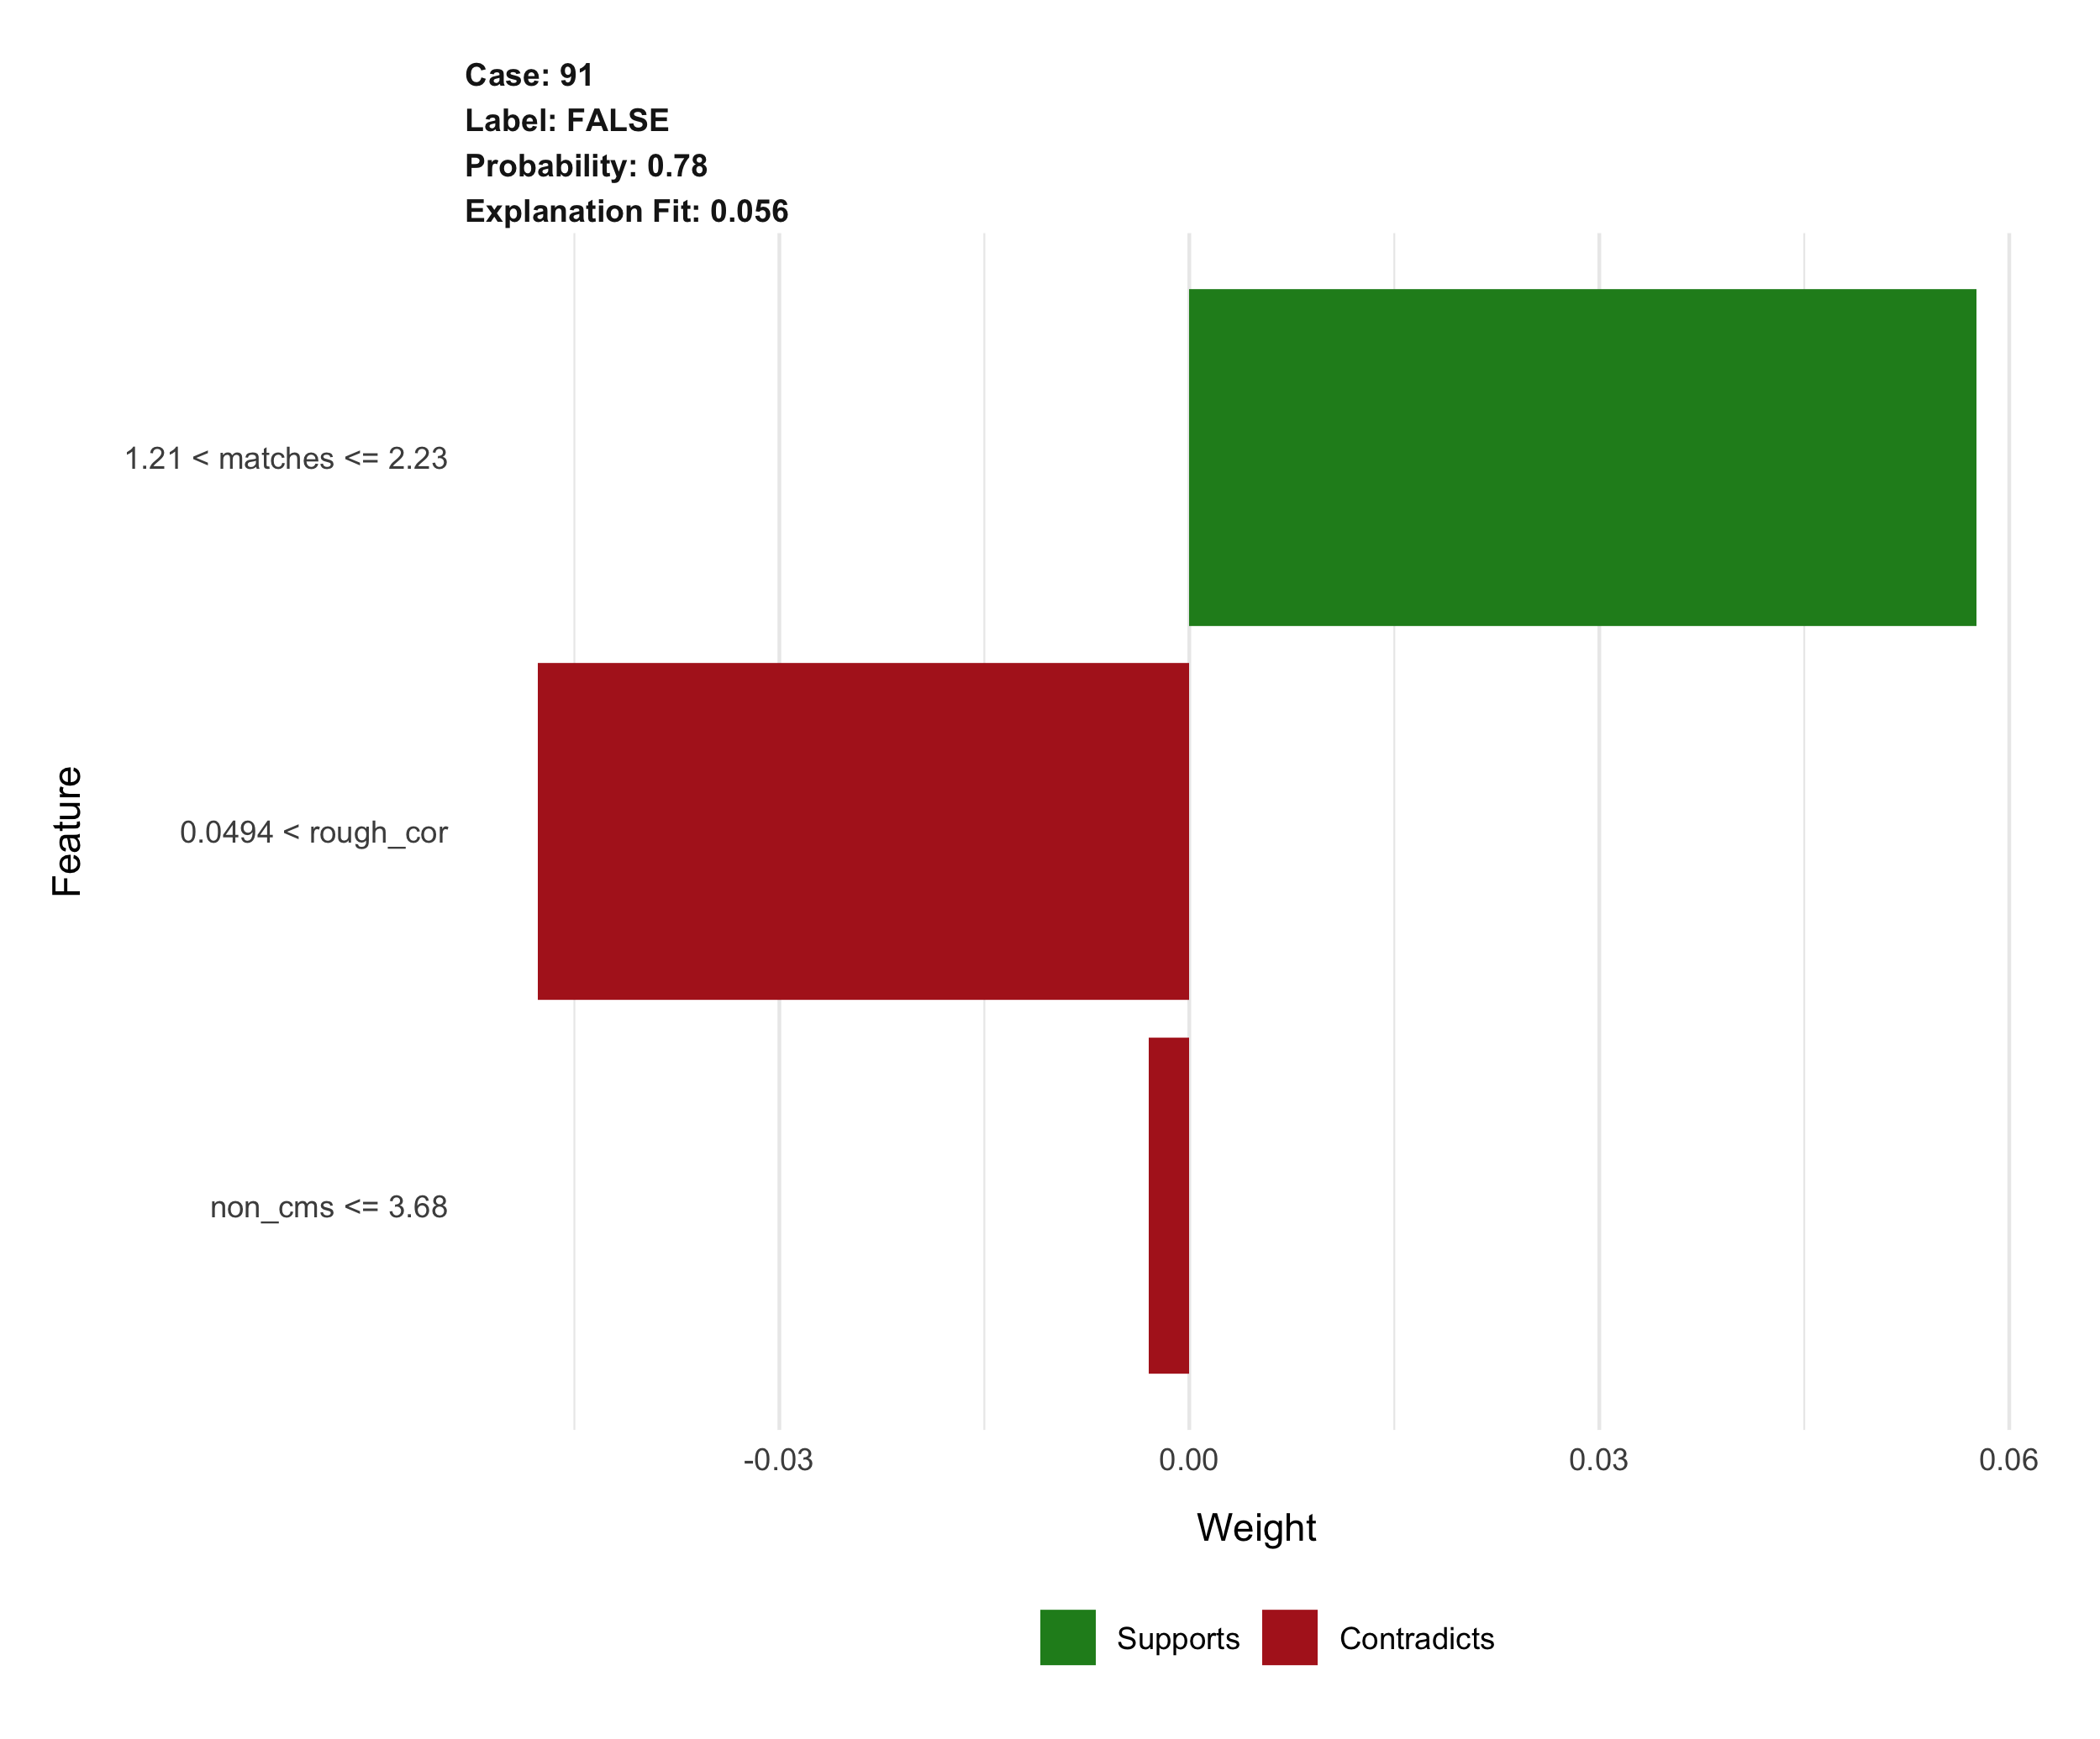 Case: 91
Label: FALSE
Probability: 0.78
Explanation Fit: 0.056
1.21 < matches <= 2.23
0.0494 < rough_cor
non_cms <= 3.68
Feature
-0.03 0.00 0.03 0.06
Weight
Supports Contradicts